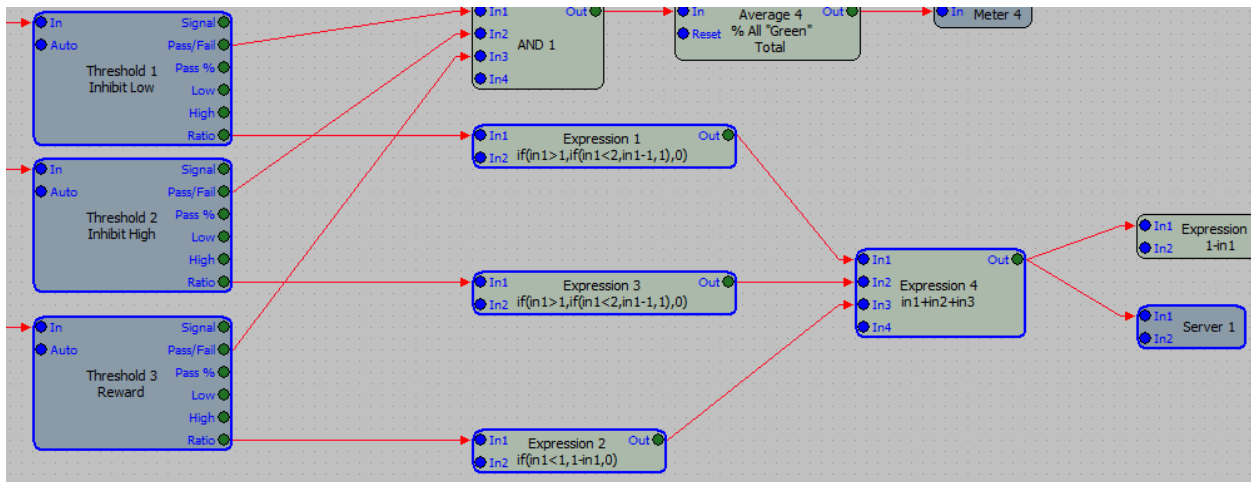 In
Signal
Auto
Pass/Fail
Threshold 1
Pass %
Inhibit Low
Low
High
Ratio
In
Signal
Auto
Pass/Fail
Threshold 2
Pass %
Inhibit High
Low
High
Ratio
In
Signal
Auto
Pass/Fail
Threshold 3
Pass %
Reward
Low
High
Ratio
In1
Out
In2
AND 1
In3
In4
In
Average 4
Out
Reset
% All "Green"
Total
In
Meter 4
In1
Expression 1
Out
In2
if(in1>1,if(in1<2,in1-1,1),0)
In1
Expression 3
Out
In2
if(in1>1,if(in1<2,in1-1,1),0)
In1
Expression 2
Out
In2
if(in1<1,1-in1,0)
In1
Out
In2
Expression 4
In3
in1+in2+in3
In4
In1
Expression
In2
1-in1
In1
Server 1
In2